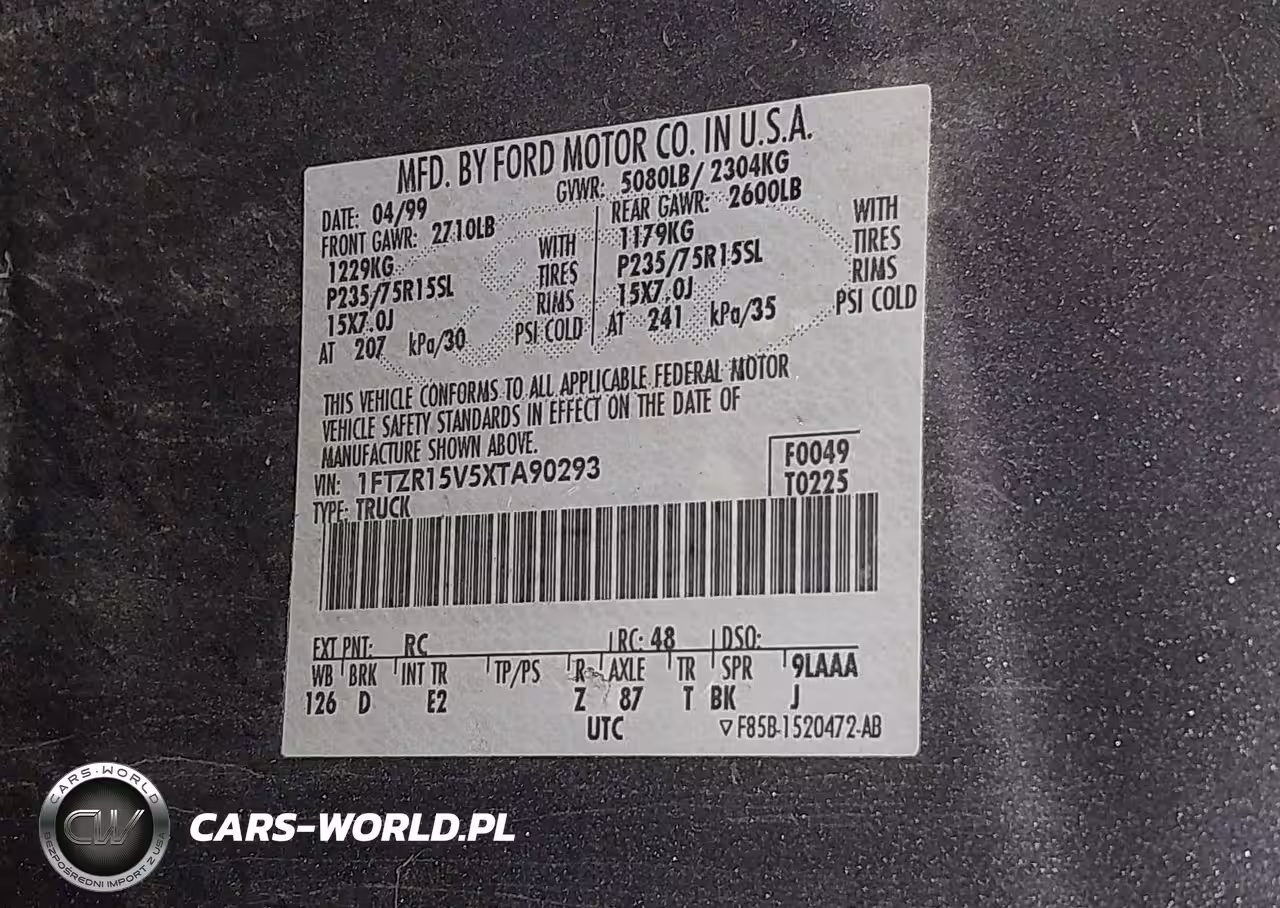 MFD. BY FORD MOTOR CO. IN U.S.A.
DATE: 04/99 GVWR: 5080LB/ 2304KG
FRONT GAWR: 2710LB REAR GAWR: 2600LB
1229KG WITH 1179KG WITH
P235/75R15SL TIRES P235/75R15SL TIRES
15X7.0J RIMS 15X7.0J RIMS
AT 207 kPa/30 PSI COLD AT 241 kPa/35 PSI COLD
THIS VEHICLE CONFORMS TO ALL APPLICABLE FEDERAL MOTOR
VEHICLE SAFETY STANDARDS IN EFFECT ON THE DATE OF
MANUFACTURE SHOWN ABOVE.
VIN: 1FTZR15V5XTA90293 F0049
TYPE: TRUCK T0225
EXT PNT: RC RC: 48 DSO:
WB BRK INT TR TP/PS R AXLE TR SPR 9LAAA
126 D E2 Z 87 T BK J
UTC ▽F85B-1520472-AB
CARS-WORLD
CW
BEZPOŚREDNI IMPORT Z USA
CARS-WORLD.PL